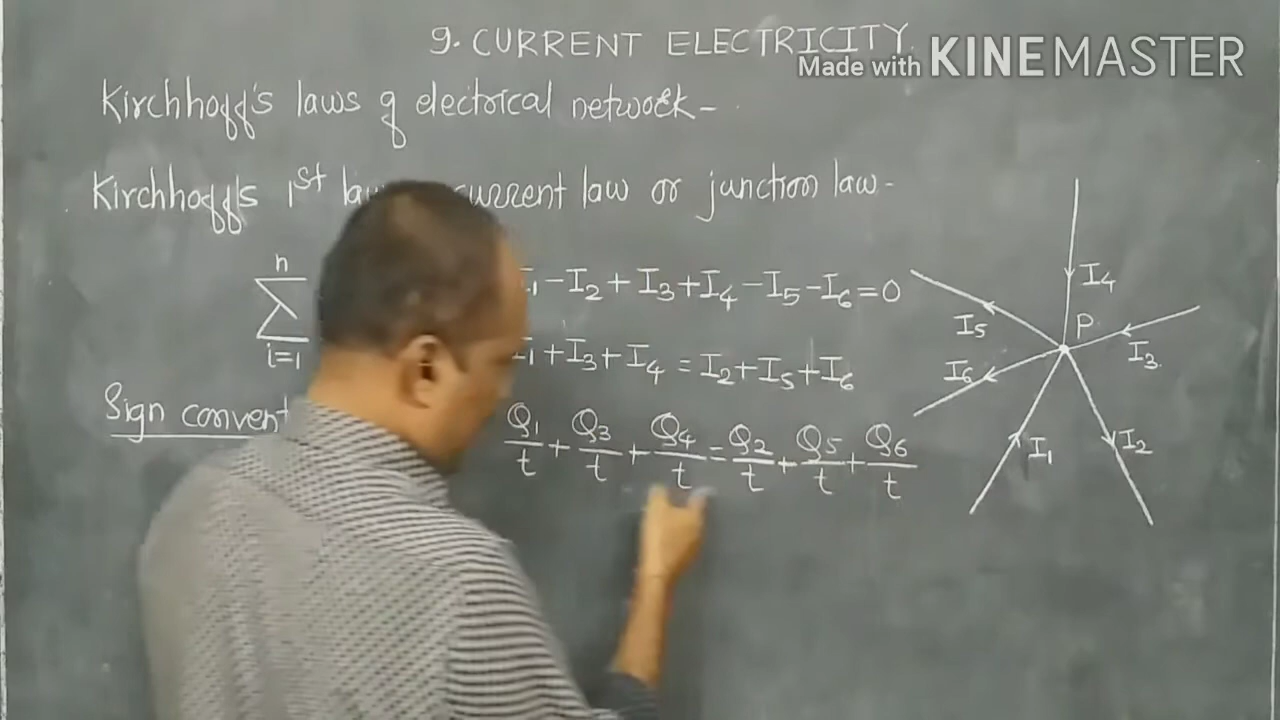 9. CURRENT ELECTRICITY
Made with KINEMASTER
Kirchhoff's laws of electrical network-
Kirchhoff's 1st law current law or junction law-
n
∑
i=1
I₁-I₂+I₃+I₄-I₅-I₆=0
I₁+I₃+I₄=I₂+I₅+I₆
Sign convent
Q₁/t+Q₃/t+Q₄/t=Q₂/t+Q₅/t+Q₆/t
I₄
I₅
P
I₃
I₆
I₁
I₂